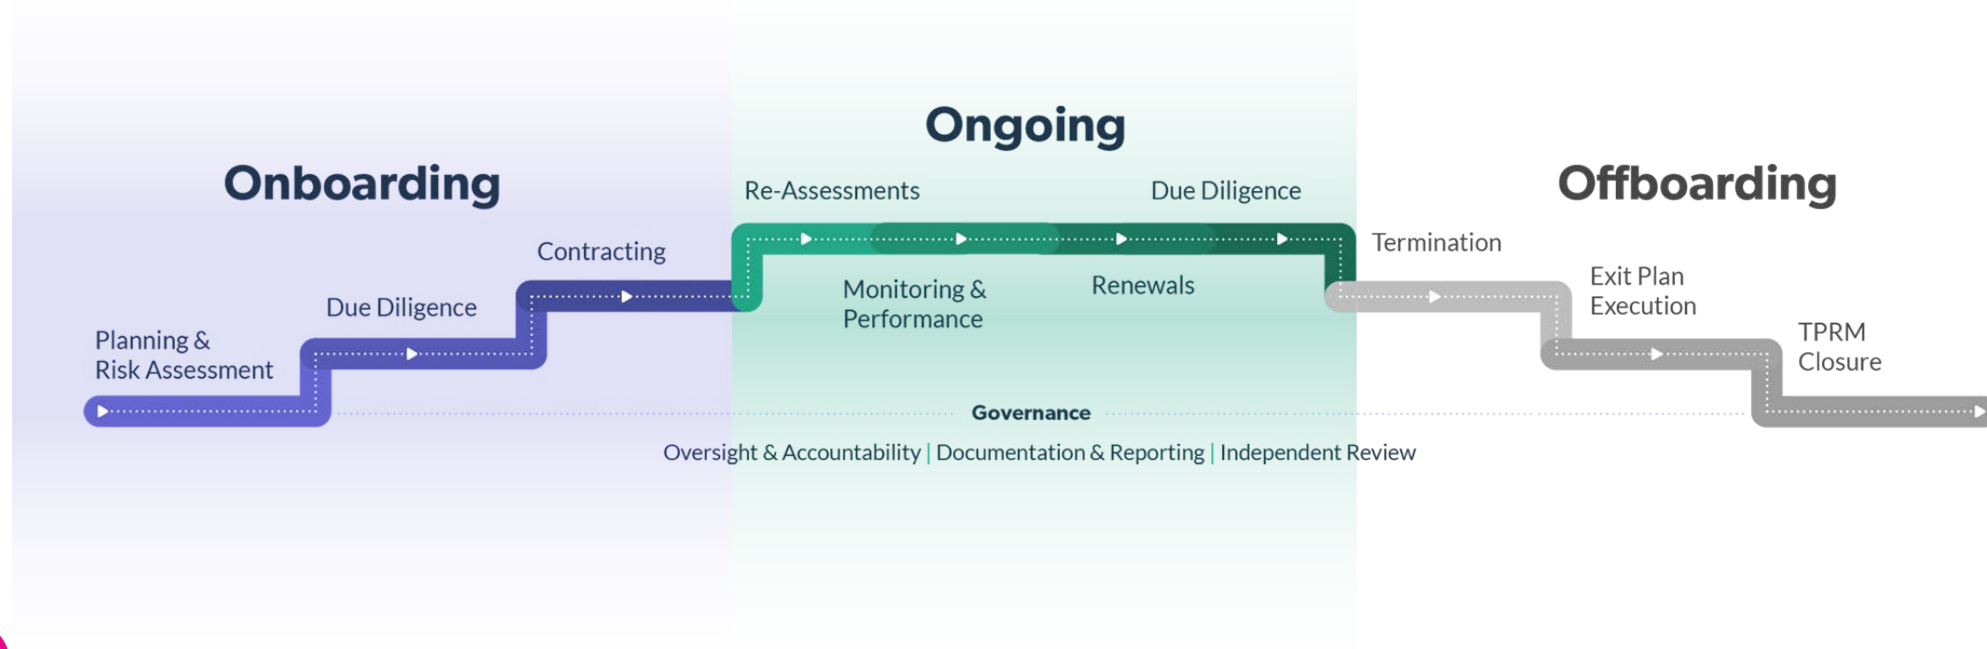 Onboarding
Planning &
Risk Assessment
Due Diligence
Contracting
Ongoing
Re-Assessments
Monitoring &
Performance
Renewals
Due Diligence
Offboarding
Termination
Exit Plan
Execution
TPRM
Closure
Governance
Oversight & Accountability | Documentation & Reporting | Independent Review